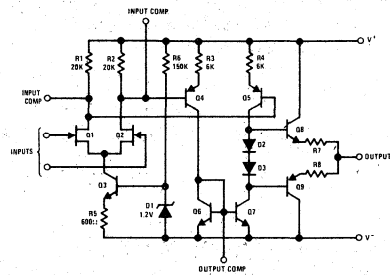 INPUT COMP
V+
R1
20K
R2
20K
R6
150K
R3
6K
R4
6K
INPUT
COMP
Q4
Q5
Q8
Q1
Q2
D2
R7
INPUTS
OUTPUT
D3
R8
Q3
Q9
D1
1.2V
Q6
Q7
R5
600Ω
V-
OUTPUT COMP